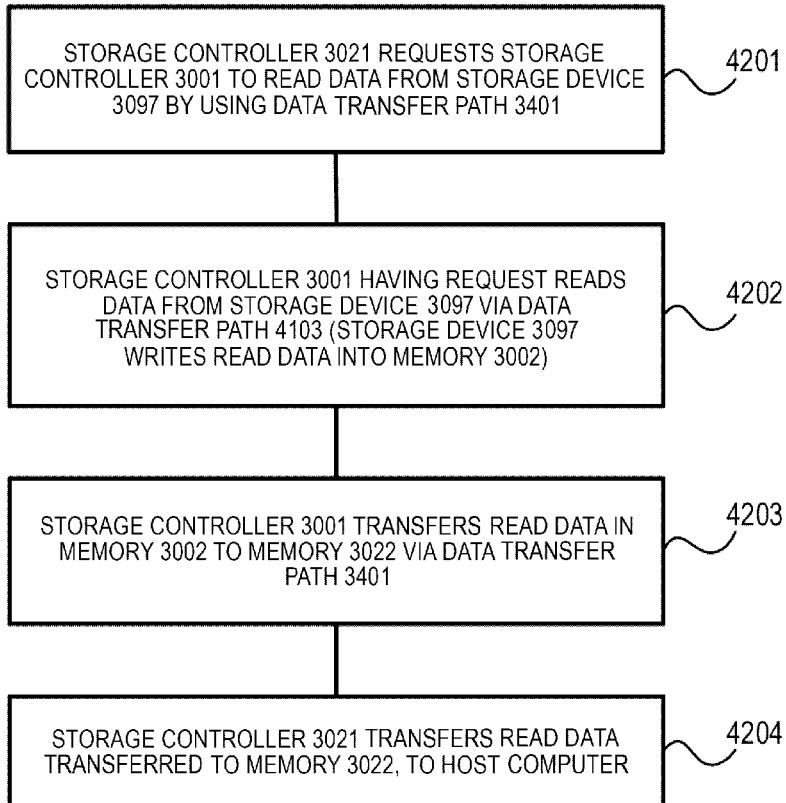 STORAGE CONTROLLER 3021 REQUESTS STORAGE
CONTROLLER 3001 TO READ DATA FROM STORAGE DEVICE
3097 BY USING DATA TRANSFER PATH 3401
4201
STORAGE CONTROLLER 3001 HAVING REQUEST READS
DATA FROM STORAGE DEVICE 3097 VIA DATA
TRANSFER PATH 4103 (STORAGE DEVICE 3097
WRITES READ DATA INTO MEMORY 3002)
4202
STORAGE CONTROLLER 3001 TRANSFERS READ DATA IN
MEMORY 3002 TO MEMORY 3022 VIA DATA TRANSFER
PATH 3401
4203
STORAGE CONTROLLER 3021 TRANSFERS READ DATA
TRANSFERRED TO MEMORY 3022, TO HOST COMPUTER
4204